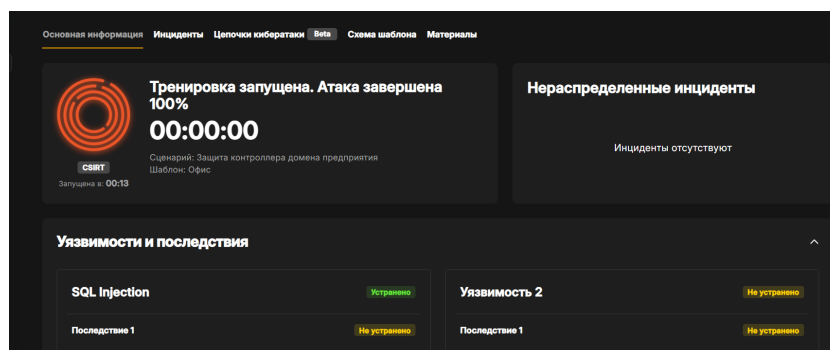 Основная информация Инциденты Цепочки кибератаки Beta Схема шаблона Материалы
Тренировка запущена. Атака завершена
100%
00:00:00
Сценарий: Защита контроллера домена предприятия
Шаблон: Офис
CSIRT
Запущена в: 00:13
Нераспределенные инциденты
Инциденты отсутствуют
Уязвимости и последствия
SQL Injection Устранено
Последствие 1 Не устранено
Уязвимость 2 Не устранено
Последствие 1 Не устранено